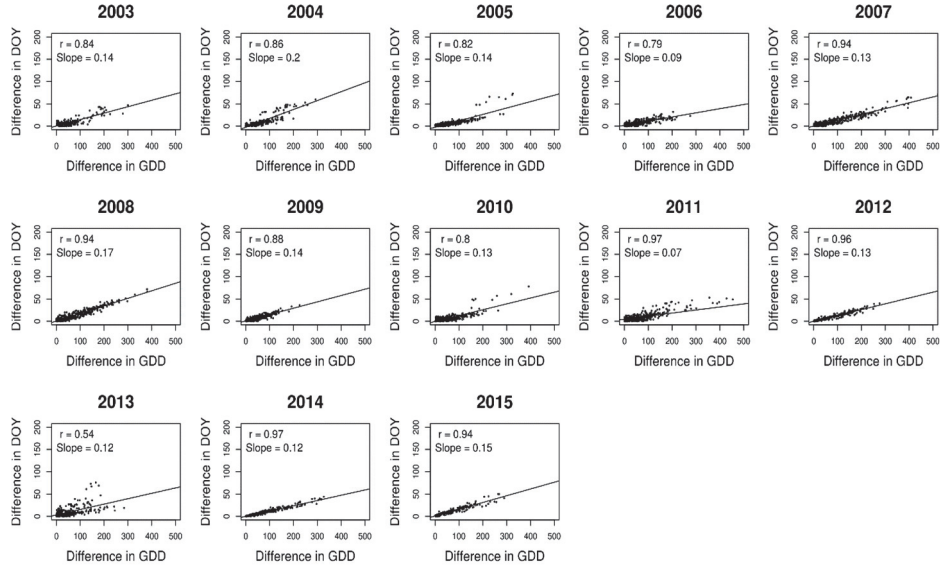 2003
2004
2005
2006
2007
r = 0.84
Slope = 0.14
r = 0.86
Slope = 0.2
r = 0.82
Slope = 0.14
r = 0.79
Slope = 0.09
r = 0.94
Slope = 0.13
Difference in DOY
Difference in DOY
Difference in DOY
Difference in DOY
Difference in DOY
0 50 100 150 200
0 50 100 150 200
0 50 100 150 200
0 50 100 150 200
0 50 100 150 200
0 100 200 300 400 500
0 100 200 300 400 500
0 100 200 300 400 500
0 100 200 300 400 500
0 100 200 300 400 500
Difference in GDD
Difference in GDD
Difference in GDD
Difference in GDD
Difference in GDD
2008
2009
2010
2011
2012
r = 0.94
Slope = 0.17
r = 0.88
Slope = 0.14
r = 0.8
Slope = 0.13
r = 0.97
Slope = 0.07
r = 0.96
Slope = 0.13
Difference in DOY
Difference in DOY
Difference in DOY
Difference in DOY
Difference in DOY
0 50 100 150 200
0 50 100 150 200
0 50 100 150 200
0 50 100 150 200
0 50 100 150 200
0 100 200 300 400 500
0 100 200 300 400 500
0 100 200 300 400 500
0 100 200 300 400 500
0 100 200 300 400 500
Difference in GDD
Difference in GDD
Difference in GDD
Difference in GDD
Difference in GDD
2013
2014
2015
r = 0.54
Slope = 0.12
r = 0.97
Slope = 0.12
r = 0.94
Slope = 0.15
Difference in DOY
Difference in DOY
Difference in DOY
0 50 100 150 200
0 50 100 150 200
0 50 100 150 200
0 100 200 300 400 500
0 100 200 300 400 500
0 100 200 300 400 500
Difference in GDD
Difference in GDD
Difference in GDD